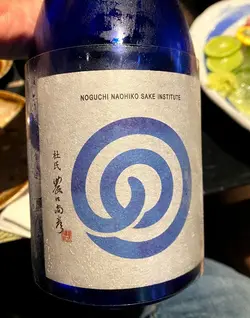 NOGUCHI NAOHIKO SAKE INSTITUTE
杜氏 農口尚彦